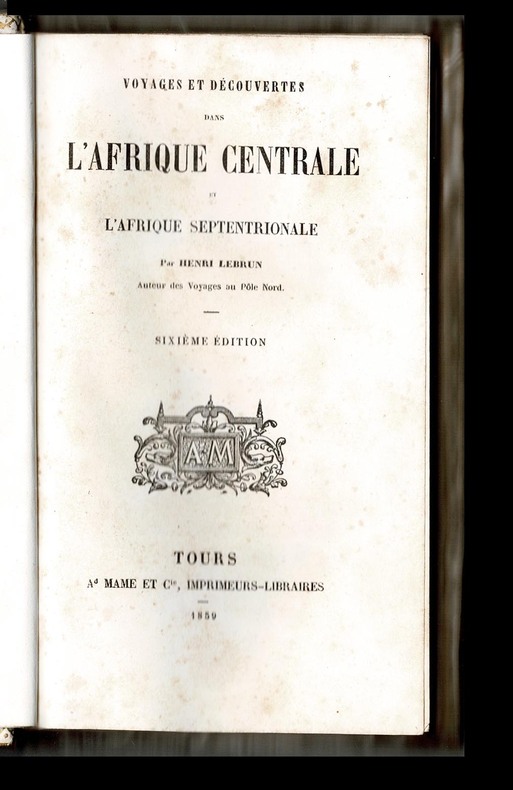 VOYAGES ET DÉCOUVERTES
DANS
L'AFRIQUE CENTRALE
ET
L'AFRIQUE SEPTENTRIONALE
Par HENRI LEBRUN
Auteur des Voyages au Pôle Nord.
SIXIÈME ÉDITION
AM
TOURS
Ad MAME ET Cie, IMPRIMEURS-LIBRAIRES
1859